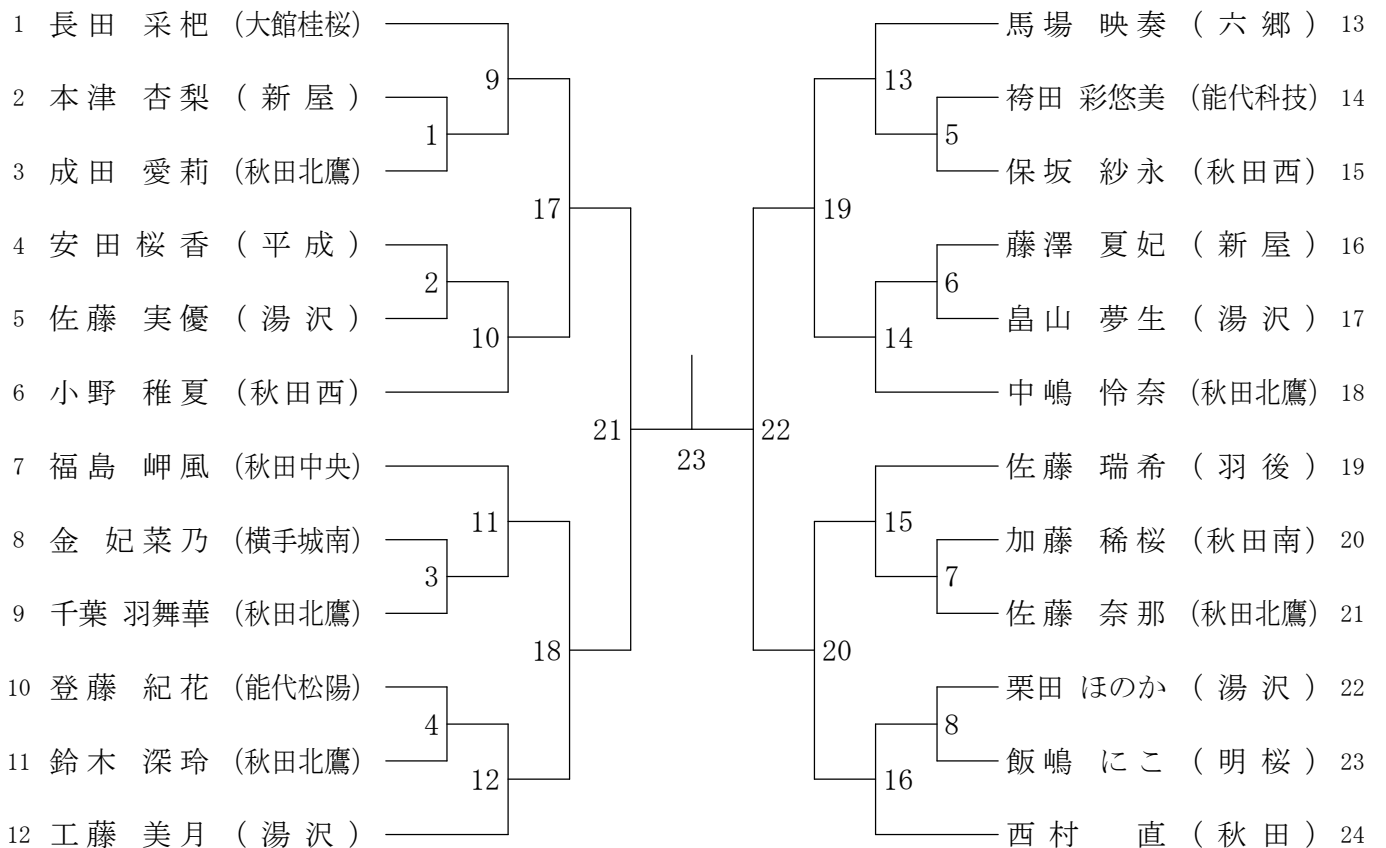 1 長田 采杷 (大館桂桜)
2 本津 杏梨 (新屋)
3 成田 愛莉 (秋田北鷹)
4 安田桜香 (平成)
5 佐藤 実優 (湯沢)
6 小野 稚夏 (秋田西)
7 福島 岬風 (秋田中央)
8 金 妃菜乃 (横手城南)
9 千葉 羽舞華 (秋田北鷹)
10 登藤 紀花 (能代松陽)
11 鈴木 深玲 (秋田北鷹)
12 工藤 美月 (湯沢)
9
1
17
2
10
21
11
3
18
4
12
23
13
5
19
6
14
22
15
7
20
8
16
馬場 映奏 (六郷) 13
袴田 彩悠美 (能代科技) 14
保坂 紗永 (秋田西) 15
藤澤 夏妃 (新屋) 16
畠山 夢生 (湯沢) 17
中嶋 怜奈 (秋田北鷹) 18
佐藤 瑞希 (羽後) 19
加藤 稀桜 (秋田南) 20
佐藤 奈那 (秋田北鷹) 21
栗田 ほのか (湯沢) 22
飯嶋 にこ (明桜) 23
西村 直 (秋田) 24